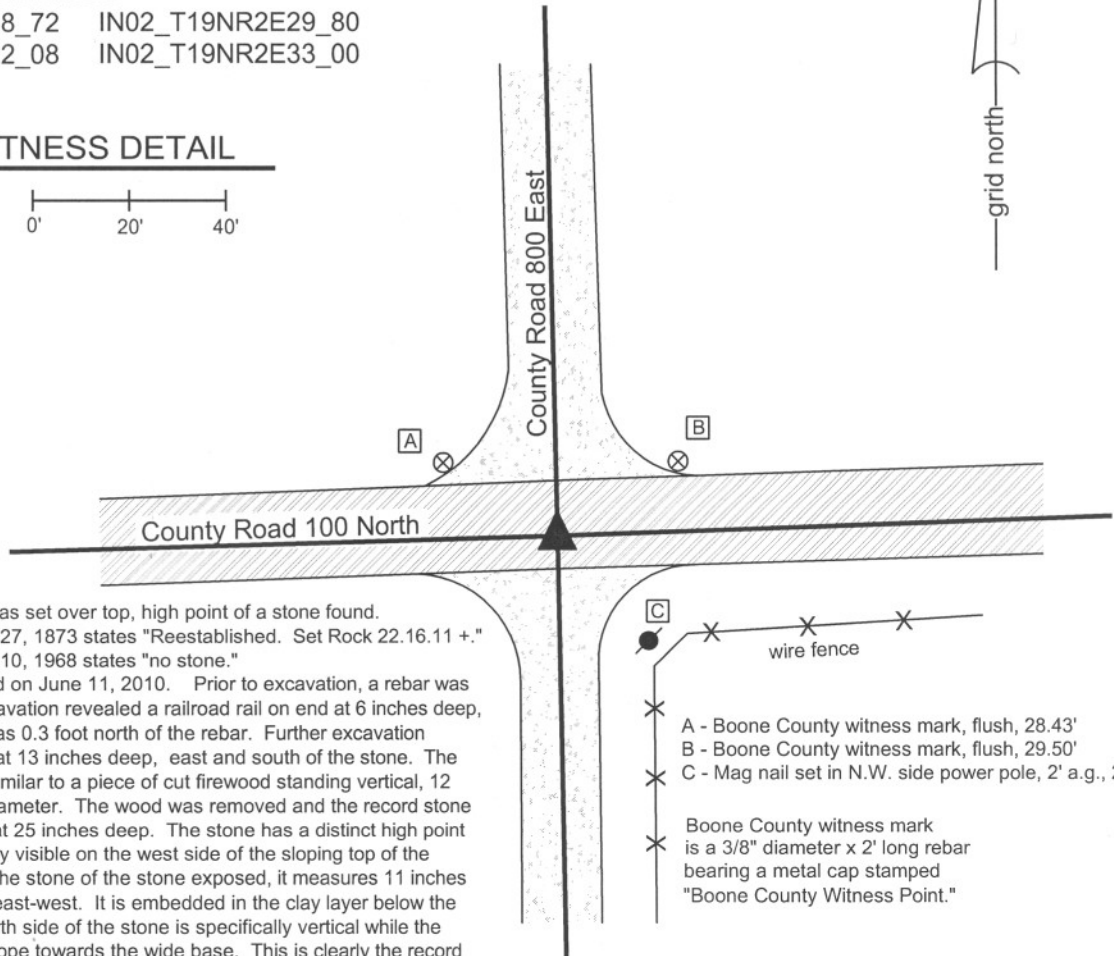 8_72 IN02_T19NR2E29_80
2_08 IN02_T19NR2E33_00
TNESS DETAIL
0' 20' 40'
grid north
County Road 800 East
A
B
County Road 100 North
C
wire fence
as set over top, high point of a stone found.
27, 1873 states "Reestablished. Set Rock 22.16.11 +."
10, 1968 states "no stone."
d on June 11, 2010. Prior to excavation, a rebar was
avation revealed a railroad rail on end at 6 inches deep,
as 0.3 foot north of the rebar. Further excavation
at 13 inches deep, east and south of the stone. The
milar to a piece of cut firewood standing vertical, 12
ameter. The wood was removed and the record stone
at 25 inches deep. The stone has a distinct high point
y visible on the west side of the sloping top of the
he stone of the stone exposed, it measures 11 inches
east-west. It is embedded in the clay layer below the
rth side of the stone is specifically vertical while the
ope towards the wide base. This is clearly the record
A - Boone County witness mark, flush, 28.43'
B - Boone County witness mark, flush, 29.50'
C - Mag nail set in N.W. side power pole, 2' a.g.,
Boone County witness mark
is a 3/8" diameter x 2' long rebar
bearing a metal cap stamped
"Boone County Witness Point."